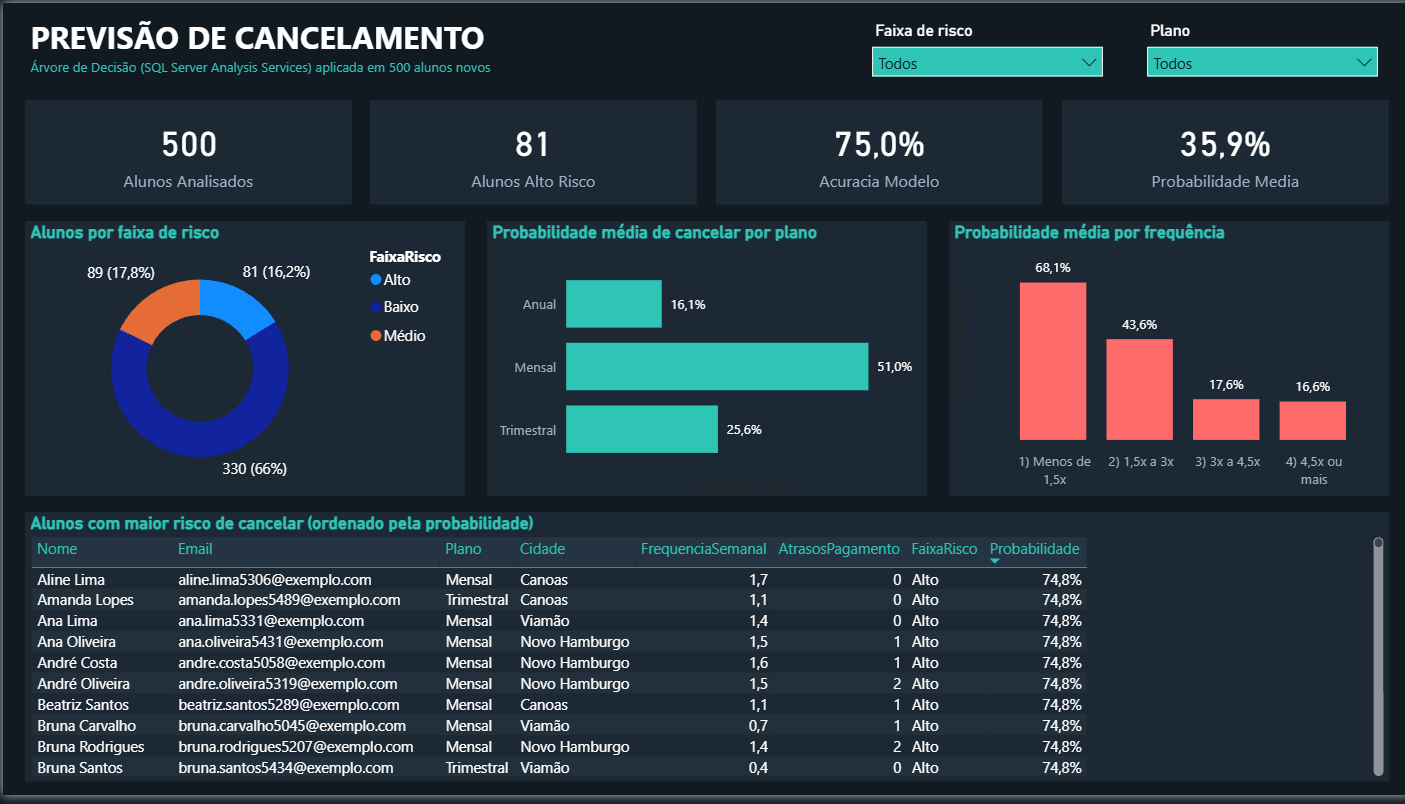 PREVISÃO DE CANCELAMENTO
Árvore de Decisão (SQL Server Analysis Services) aplicada em 500 alunos novos
Faixa de risco
Todos
Plano
Todos
500
Alunos Analisados
81
Alunos Alto Risco
75,0%
Acuracia Modelo
35,9%
Probabilidade Media
Alunos por faixa de risco
89 (17,8%)
81 (16,2%)
330 (66%)
FaixaRisco
Alto
Baixo
Médio
Probabilidade média de cancelar por plano
Anual 16,1%
Mensal 51,0%
Trimestral 25,6%
Probabilidade média por frequência
68,1%
43,6%
17,6%
16,6%
1) Menos de 1,5x
2) 1,5x a 3x
3) 3x a 4,5x
4) 4,5x ou mais
Alunos com maior risco de cancelar (ordenado pela probabilidade)
Nome Email Plano Cidade FrequenciaSemanal AtrasosPagamento FaixaRisco Probabilidade
Aline Lima aline.lima5306@exemplo.com Mensal Canoas 1,7 0 Alto 74,8%
Amanda Lopes amanda.lopes5489@exemplo.com Trimestral Canoas 1,1 0 Alto 74,8%
Ana Lima ana.lima5331@exemplo.com Mensal Viamão 1,4 0 Alto 74,8%
Ana Oliveira ana.oliveira5431@exemplo.com Mensal Novo Hamburgo 1,5 1 Alto 74,8%
André Costa andre.costa5058@exemplo.com Mensal Novo Hamburgo 1,6 1 Alto 74,8%
André Oliveira andre.oliveira5319@exemplo.com Mensal Novo Hamburgo 1,5 2 Alto 74,8%
Beatriz Santos beatriz.santos5289@exemplo.com Mensal Canoas 1,1 1 Alto 74,8%
Bruna Carvalho bruna.carvalho5045@exemplo.com Mensal Viamão 0,7 1 Alto 74,8%
Bruna Rodrigues bruna.rodrigues5207@exemplo.com Mensal Novo Hamburgo 1,4 2 Alto 74,8%
Bruna Santos bruna.santos5434@exemplo.com Trimestral Viamão 0,4 0 Alto 74,8%